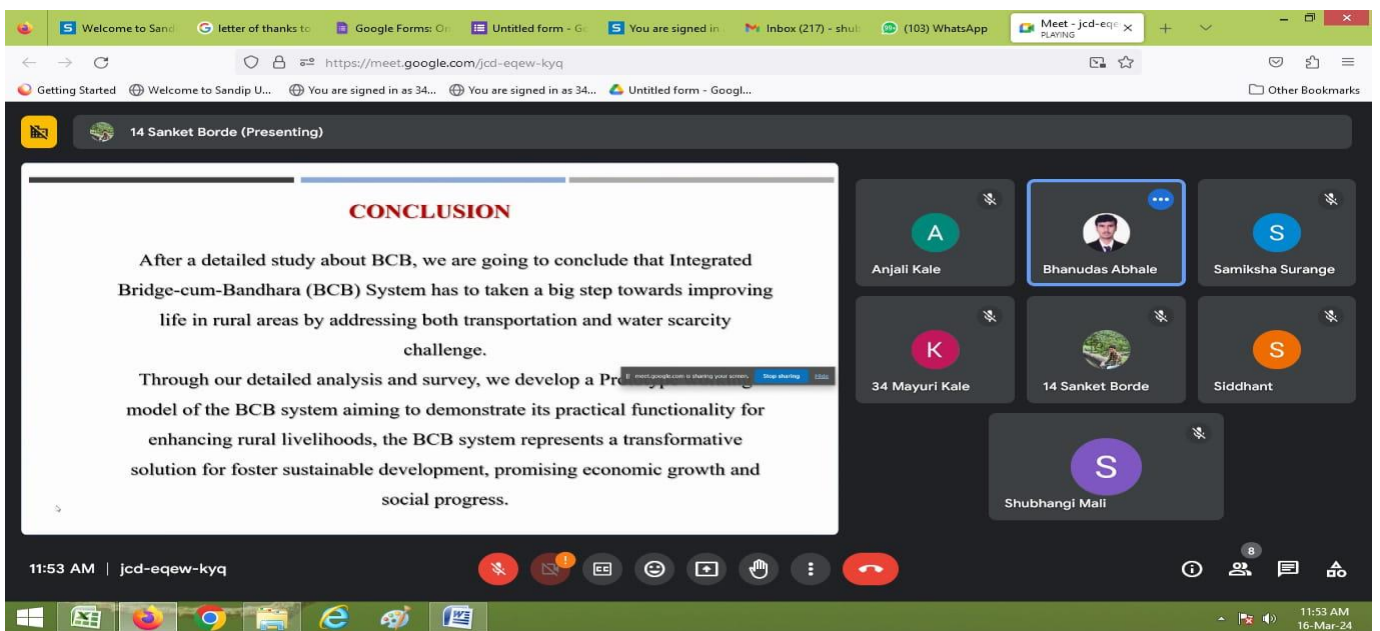 Welcome to Sand
letter of thanks to
Google Forms: On
Untitled form - Go
You are signed in
Inbox (217) - shub
(103) WhatsApp
Meet - jcd-eqe
PLAYING
https://meet.google.com/jcd-eqew-kyq
Getting Started
Welcome to Sandip U...
You are signed in as 34...
You are signed in as 34...
Untitled form - Googl...
Other Bookmarks
14 Sanket Borde (Presenting)
CONCLUSION
After a detailed study about BCB, we are going to conclude that Integrated
Bridge-cum-Bandhara (BCB) System has to taken a big step towards improving
life in rural areas by addressing both transportation and water scarcity
challenge.
Through our detailed analysis and survey, we develop a
meet.google.com is sharing your screen. Stop sharing Hide
model of the BCB system aiming to demonstrate its practical functionality for
enhancing rural livelihoods, the BCB system represents a transformative
solution for foster sustainable development, promising economic growth and
social progress.
A
Anjali Kale
Bhanudas Abhale
S
Samiksha Surange
K
34 Mayuri Kale
14 Sanket Borde
S
Siddhant
S
Shubhangi Mali
11:53 AM | jcd-eqew-kyq
8
11:53 AM
16-Mar-24